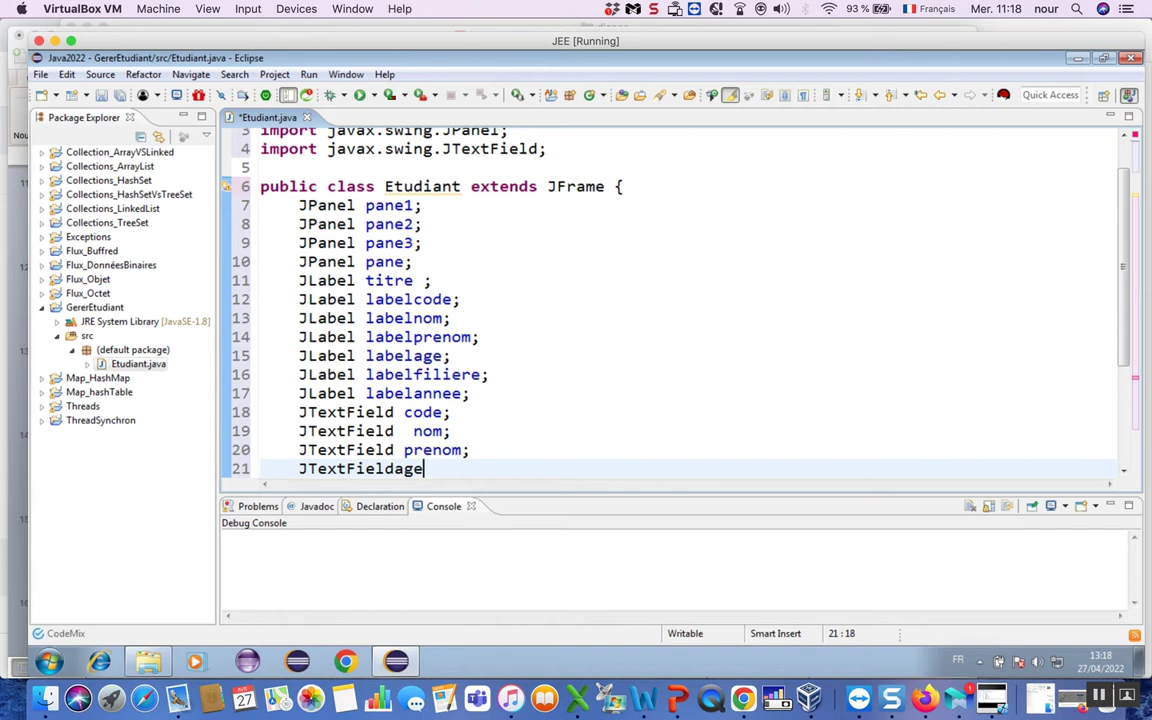 VirtualBox VM Machine View Input Devices Window Help 93 % Français Mer. 11:18 nour
JEE [Running]
Java2022 - GererEtudiant/src/Etudiant.java - Eclipse
File Edit Source Refactor Navigate Search Project Run Window Help
Quick Access
Package Explorer
*Etudiant.java
Collection_ArrayVSLinked
Collections_ArrayList
Collection_HashSet
Collections_HashSetVsTreeSet
Collections_LinkedList
Collections_TreeSet
Exceptions
Flux_Buffred
Flux_DonnéesBinaires
Flux_Objet
Flux_Octet
GererEtudiant
JRE System Library [JavaSE-1.8]
src
(default package)
Etudiant.java
Map_HashMap
Map_hashTable
Threads
ThreadSynchron
3 import javax.swing.JPanel;
4 import javax.swing.JTextField;
5
6 public class Etudiant extends JFrame {
7 JPanel pane1;
8 JPanel pane2;
9 JPanel pane3;
10 JPanel pane;
11 JLabel titre ;
12 JLabel labelcode;
13 JLabel labelnom;
14 JLabel labelprenom;
15 JLabel labelage;
16 JLabel labelfiliere;
17 JLabel labelannee;
18 JTextField code;
19 JTextField  nom;
20 JTextField prenom;
21 JTextFieldage
Problems Javadoc Declaration Console
Debug Console
CodeMix
Writable Smart Insert 21 : 18
FR 13:18
27/04/2022